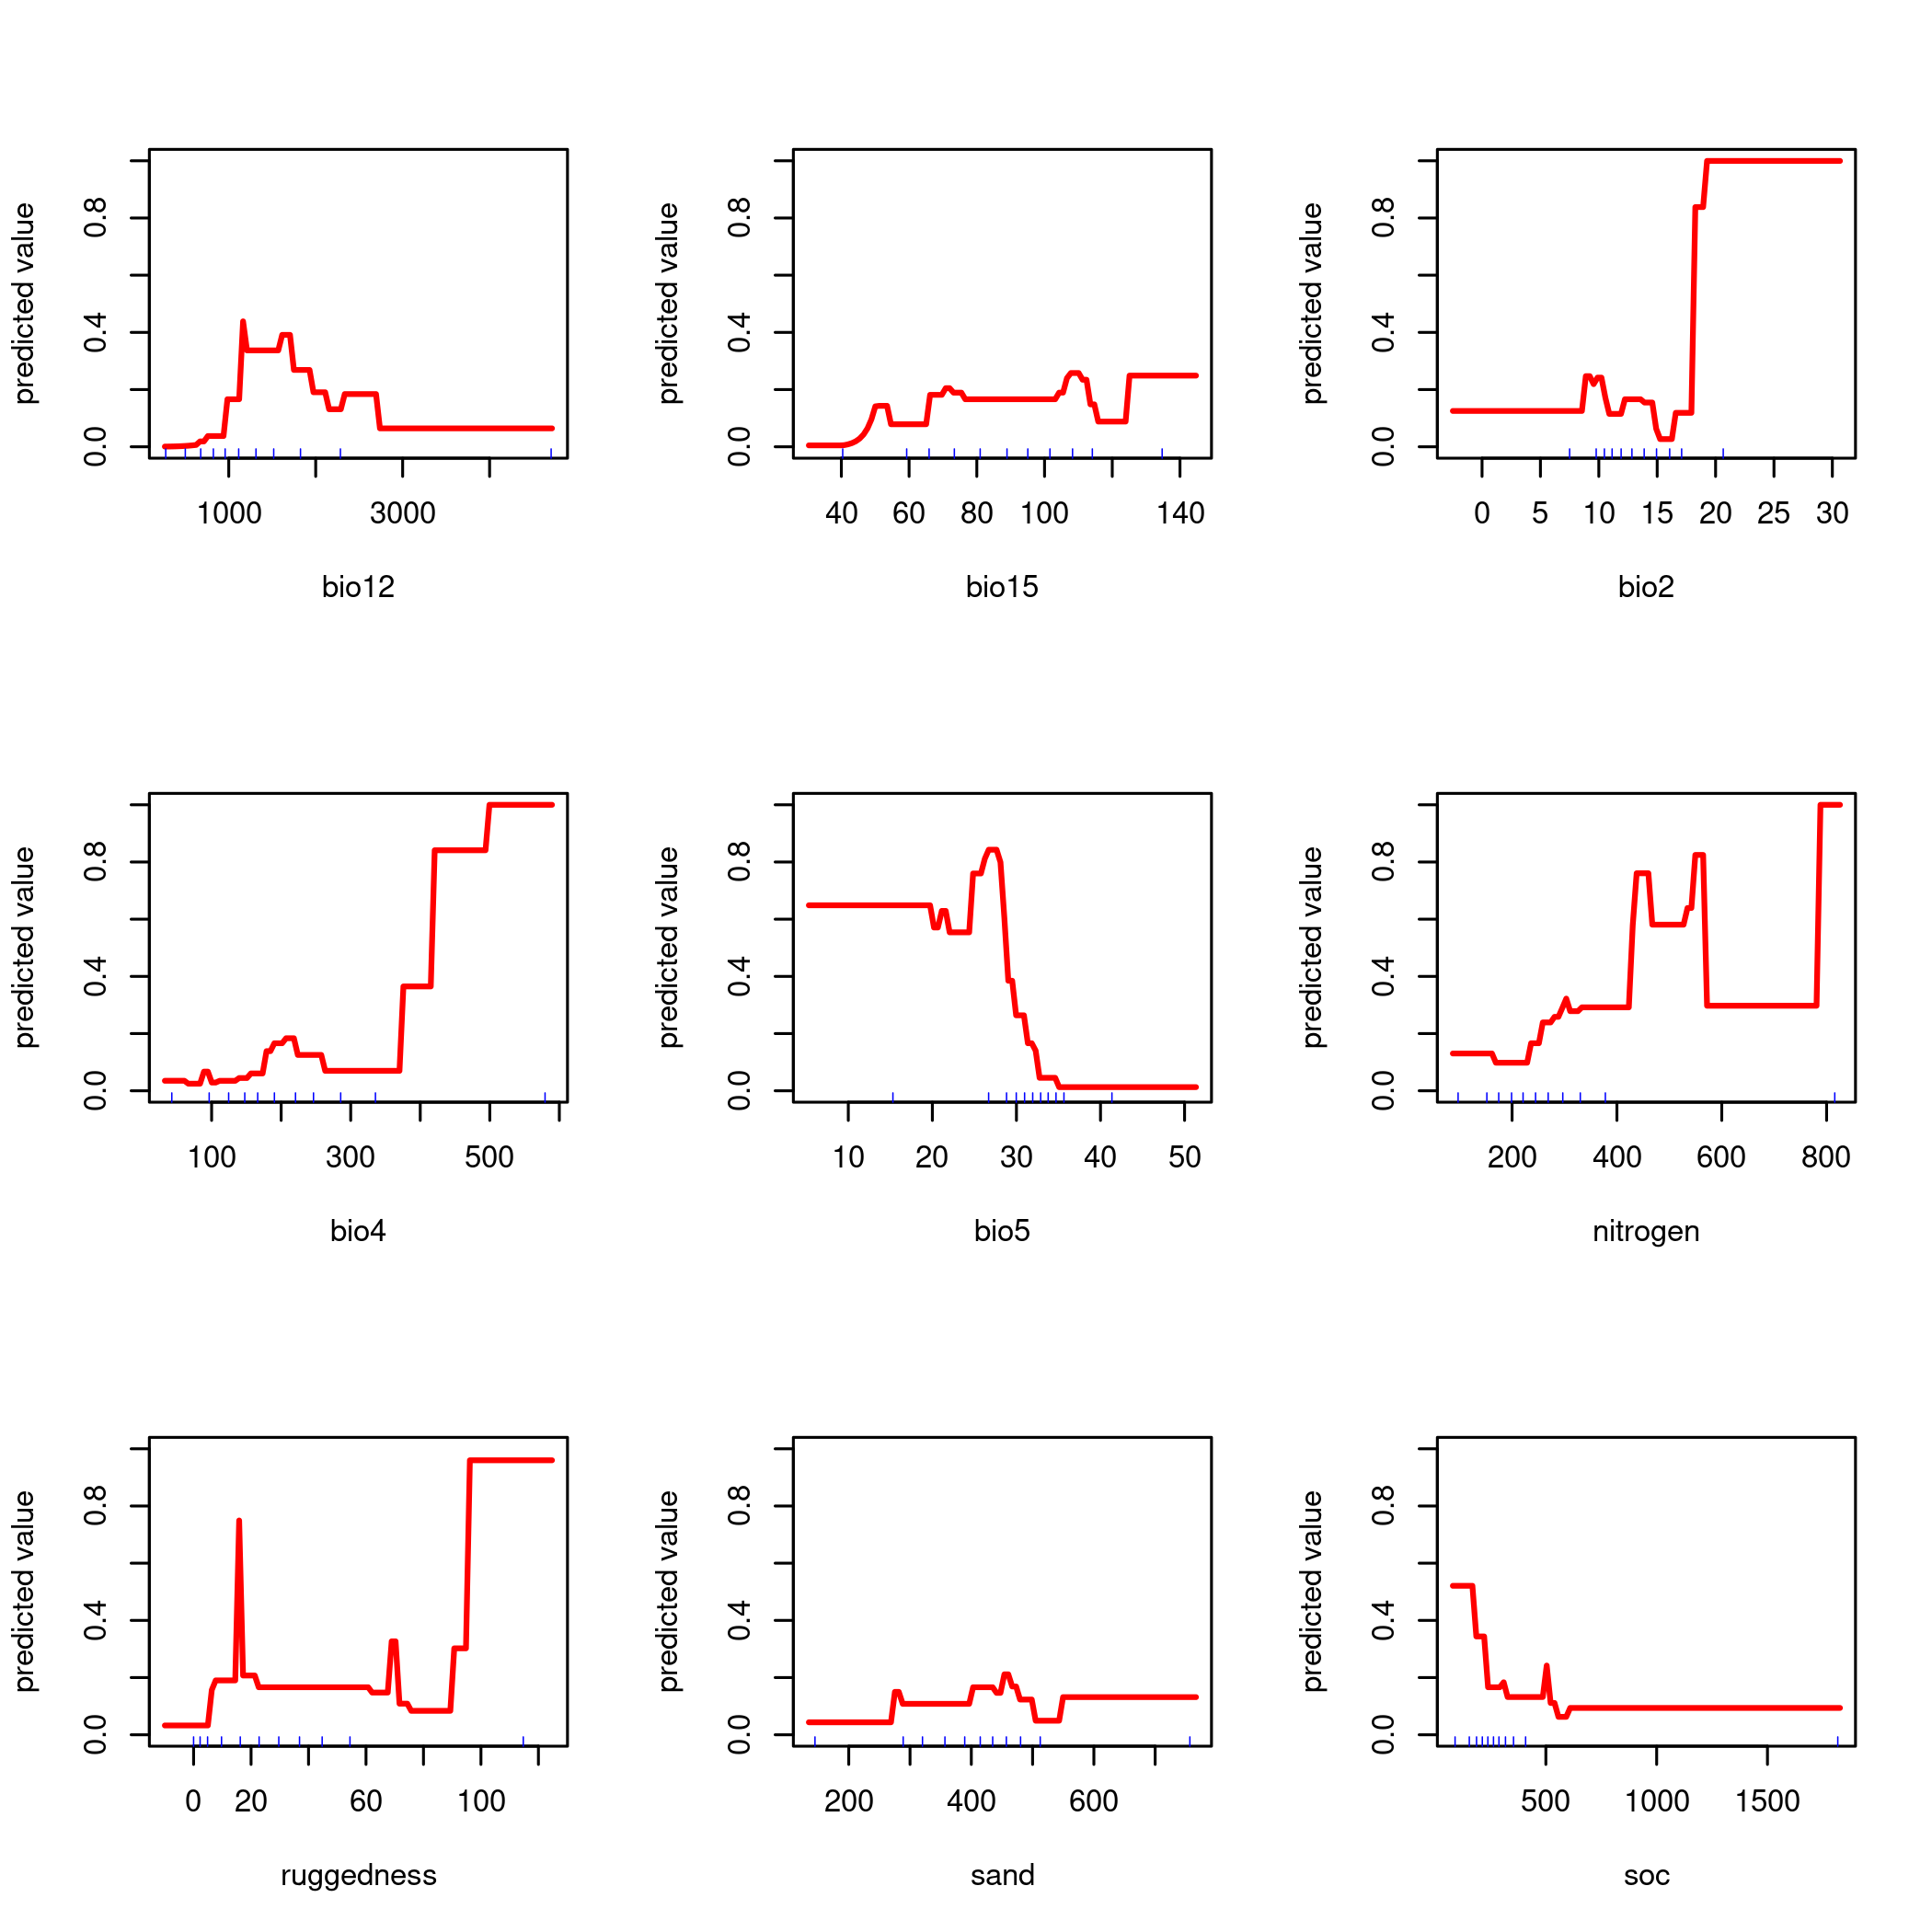 predicted value
0.0 0.4 0.8
1000 3000
bio12
predicted value
0.0 0.4 0.8
40 60 80 100 140
bio15
predicted value
0.0 0.4 0.8
0 5 10 15 20 25 30
bio2
predicted value
0.0 0.4 0.8
100 300 500
bio4
predicted value
0.0 0.4 0.8
10 20 30 40 50
bio5
predicted value
0.0 0.4 0.8
200 400 600 800
nitrogen
predicted value
0.0 0.4 0.8
0 20 60 100
ruggedness
predicted value
0.0 0.4 0.8
200 400 600
sand
predicted value
0.0 0.4 0.8
500 1000 1500
soc